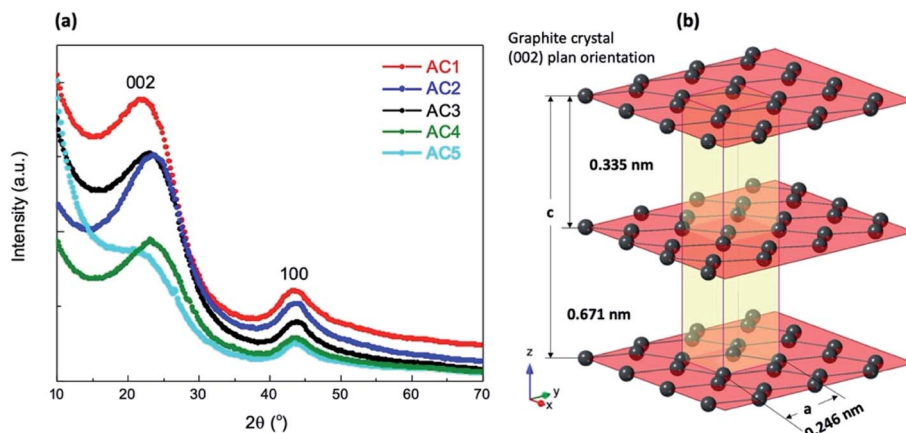 (a)
002
AC1
AC2
AC3
AC4
AC5
100
Intensity (a.u.)
10
20
30
40
50
60
70
2θ (°)
(b)
Graphite crystal
(002) plan orientation
0.335 nm
c
0.671 nm
z
y
x
a
0.246 nm